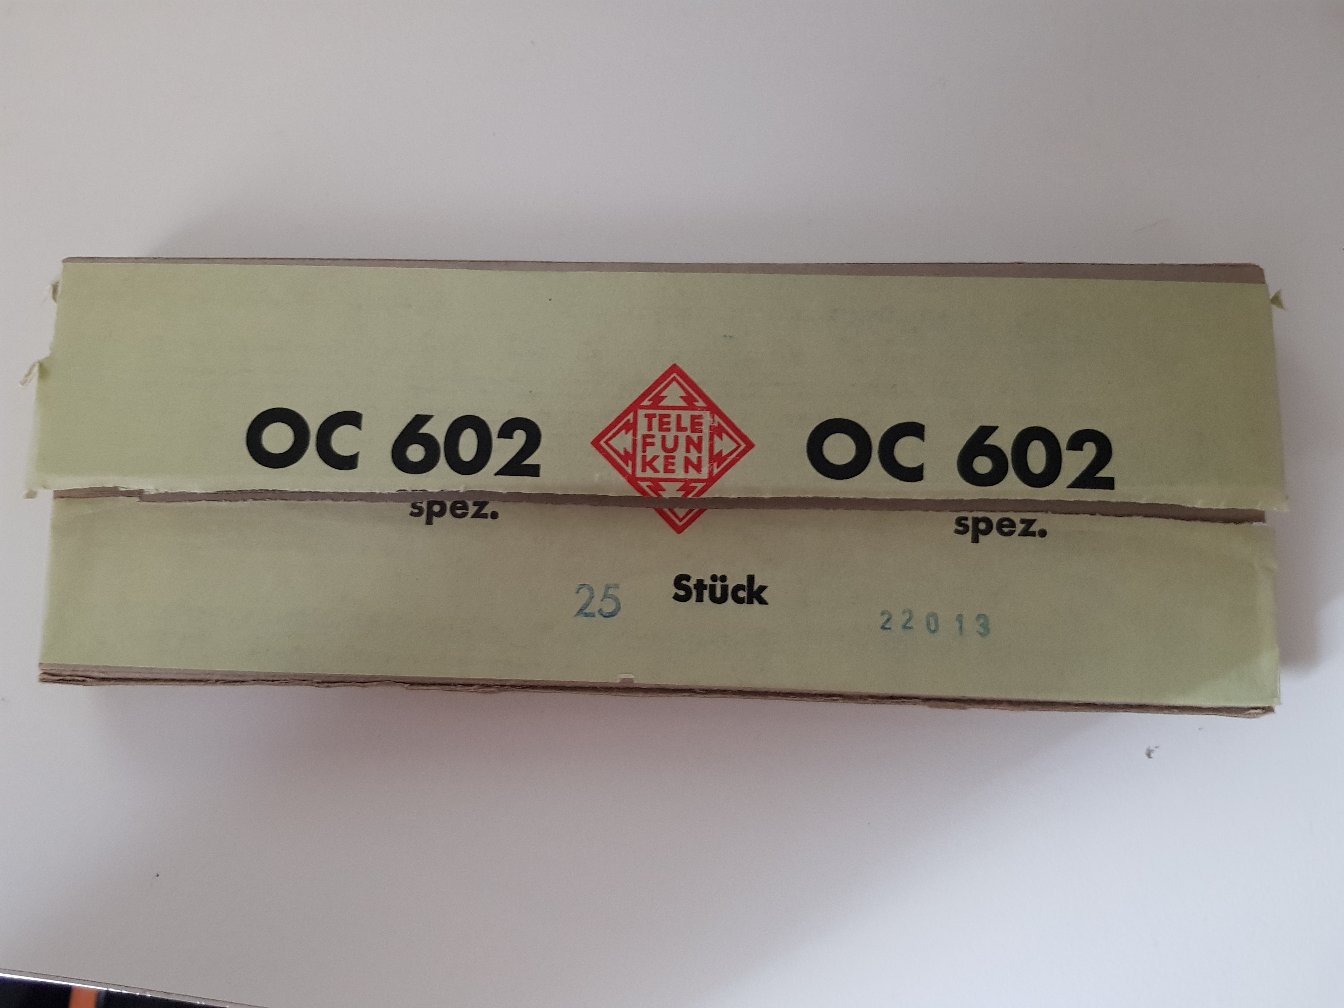 OC 602 TELE FUN KEN OC 602
spez. spez.
25 Stück
22013